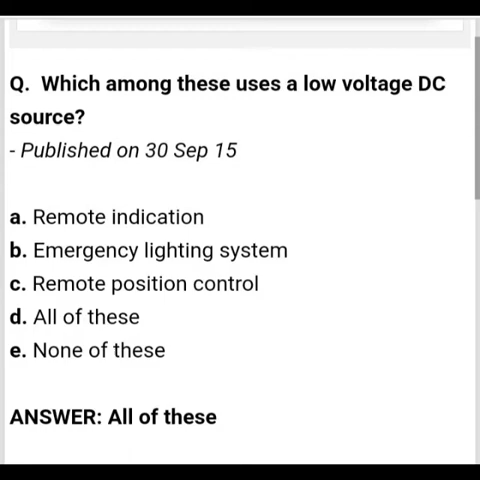 Q. Which among these uses a low voltage DC
source?
- Published on 30 Sep 15
a. Remote indication
b. Emergency lighting system
c. Remote position control
d. All of these
e. None of these
ANSWER: All of these